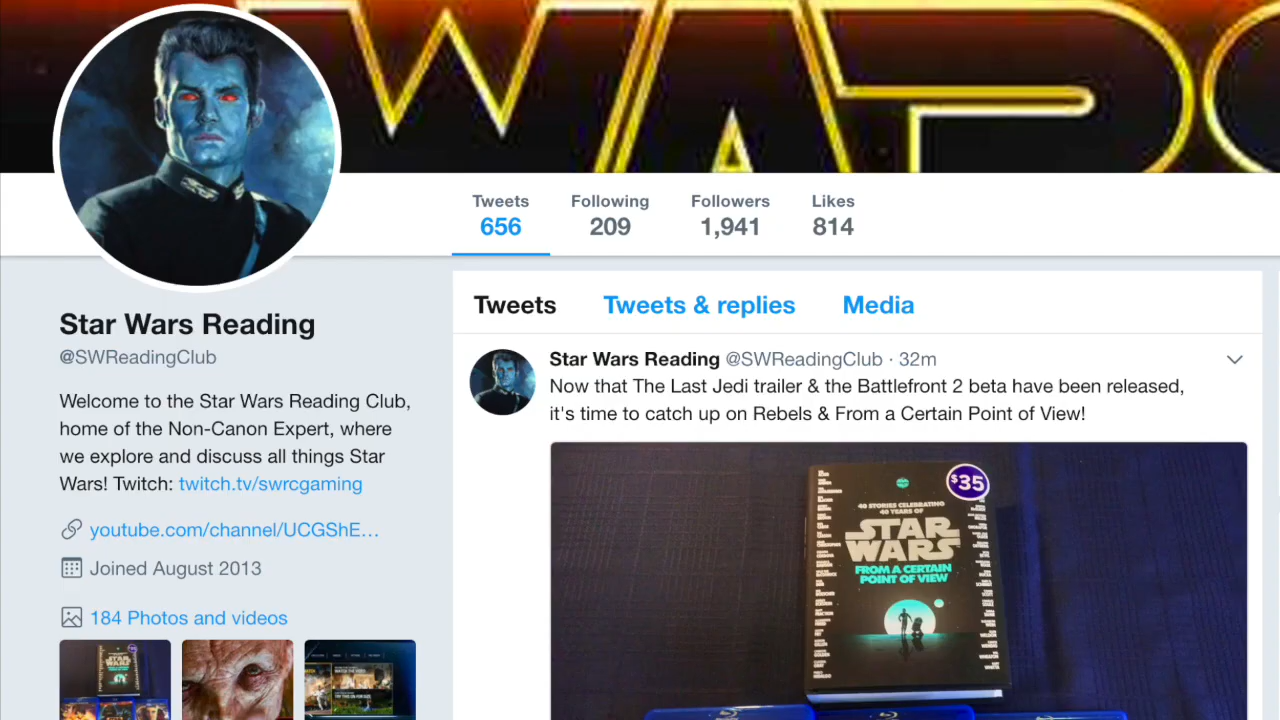 WARS
Tweets Following Followers Likes
656 209 1,941 814
Star Wars Reading
@SWReadingClub
Welcome to the Star Wars Reading Club,
home of the Non-Canon Expert, where
we explore and discuss all things Star
Wars! Twitch: twitch.tv/swrcgaming
youtube.com/channel/UCGShE…
Joined August 2013
184 Photos and videos
Tweets Tweets & replies Media
Star Wars Reading @SWReadingClub · 32m
Now that The Last Jedi trailer & the Battlefront 2 beta have been released,
it's time to catch up on Rebels & From a Certain Point of View!
$35
40 STORIES CELEBRATING
40 YEARS OF
STAR
WARS
FROM A CERTAIN
POINT OF VIEW